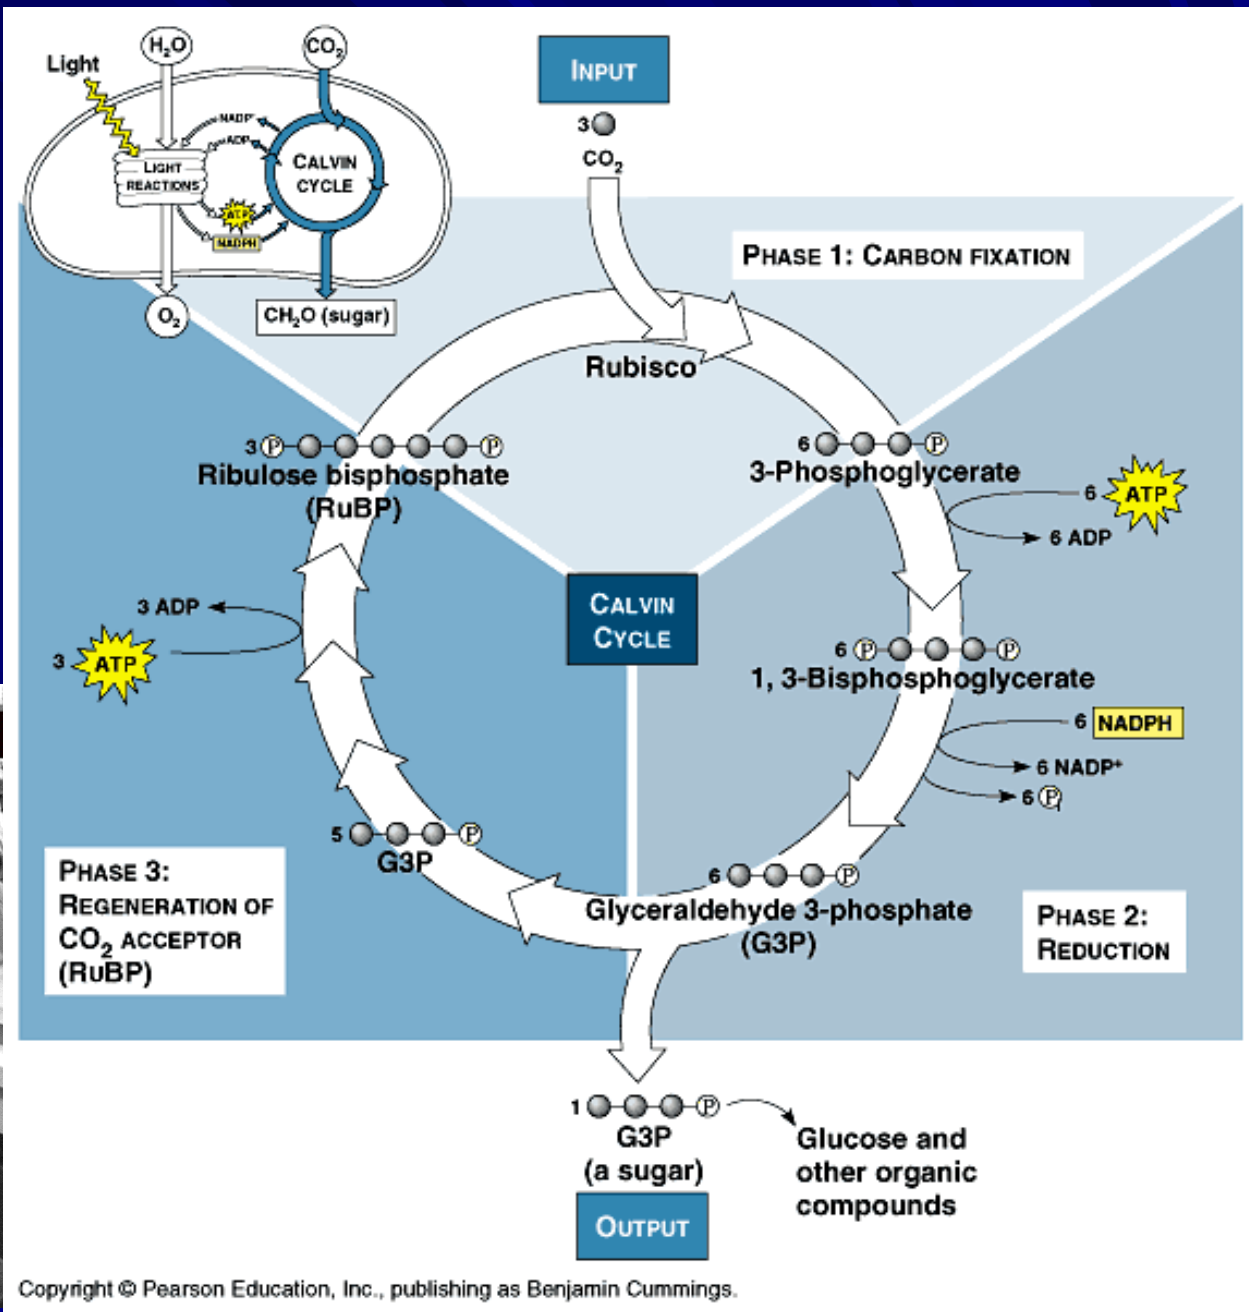 H₂O
CO₂
Light
NADP⁺
ADP
LIGHT
REACTIONS
CALVIN
CYCLE
ATP
NADPH
O₂
CH₂O (sugar)
INPUT
3
CO₂
PHASE 1: CARBON FIXATION
Rubisco
3 P P
Ribulose bisphosphate
(RuBP)
6 P
3-Phosphoglycerate
6 ATP
6 ADP
CALVIN
CYCLE
3 ADP
3 ATP
6 P P
1, 3-Bisphosphoglycerate
6 NADPH
6 NADP⁺
6 Pᵢ
5 P
G3P
6 P
Glyceraldehyde 3-phosphate
(G3P)
PHASE 3:
REGENERATION OF
CO₂ ACCEPTOR
(RUBP)
PHASE 2:
REDUCTION
1 P
G3P
(a sugar)
Glucose and
other organic
compounds
OUTPUT
Copyright © Pearson Education, Inc., publishing as Benjamin Cummings.